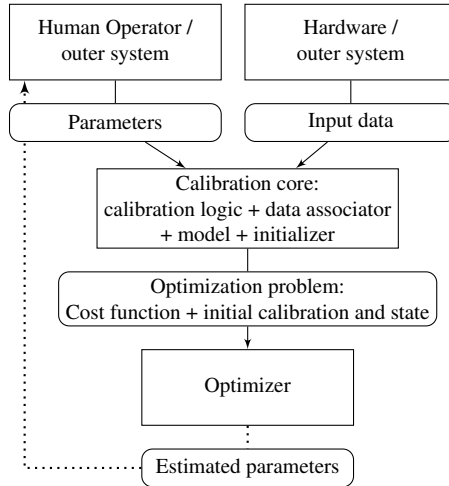 Human Operator /
outer system
Hardware /
outer system
Parameters
Input data
Calibration core:
calibration logic + data associator
+ model + initializer
Optimization problem:
Cost function + initial calibration and state
Optimizer
Estimated parameters